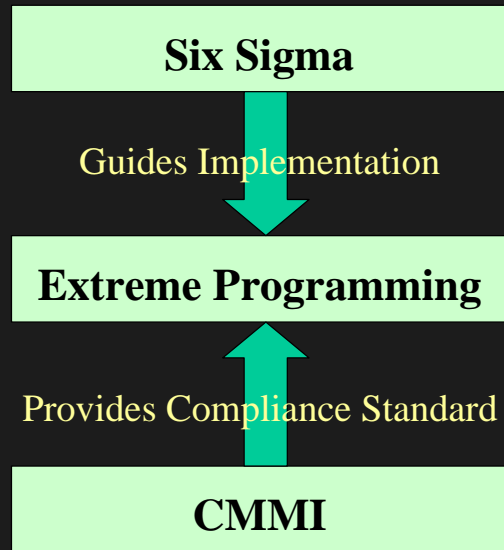 Six Sigma
Guides Implementation
Extreme Programming
Provides Compliance Standard
CMMI